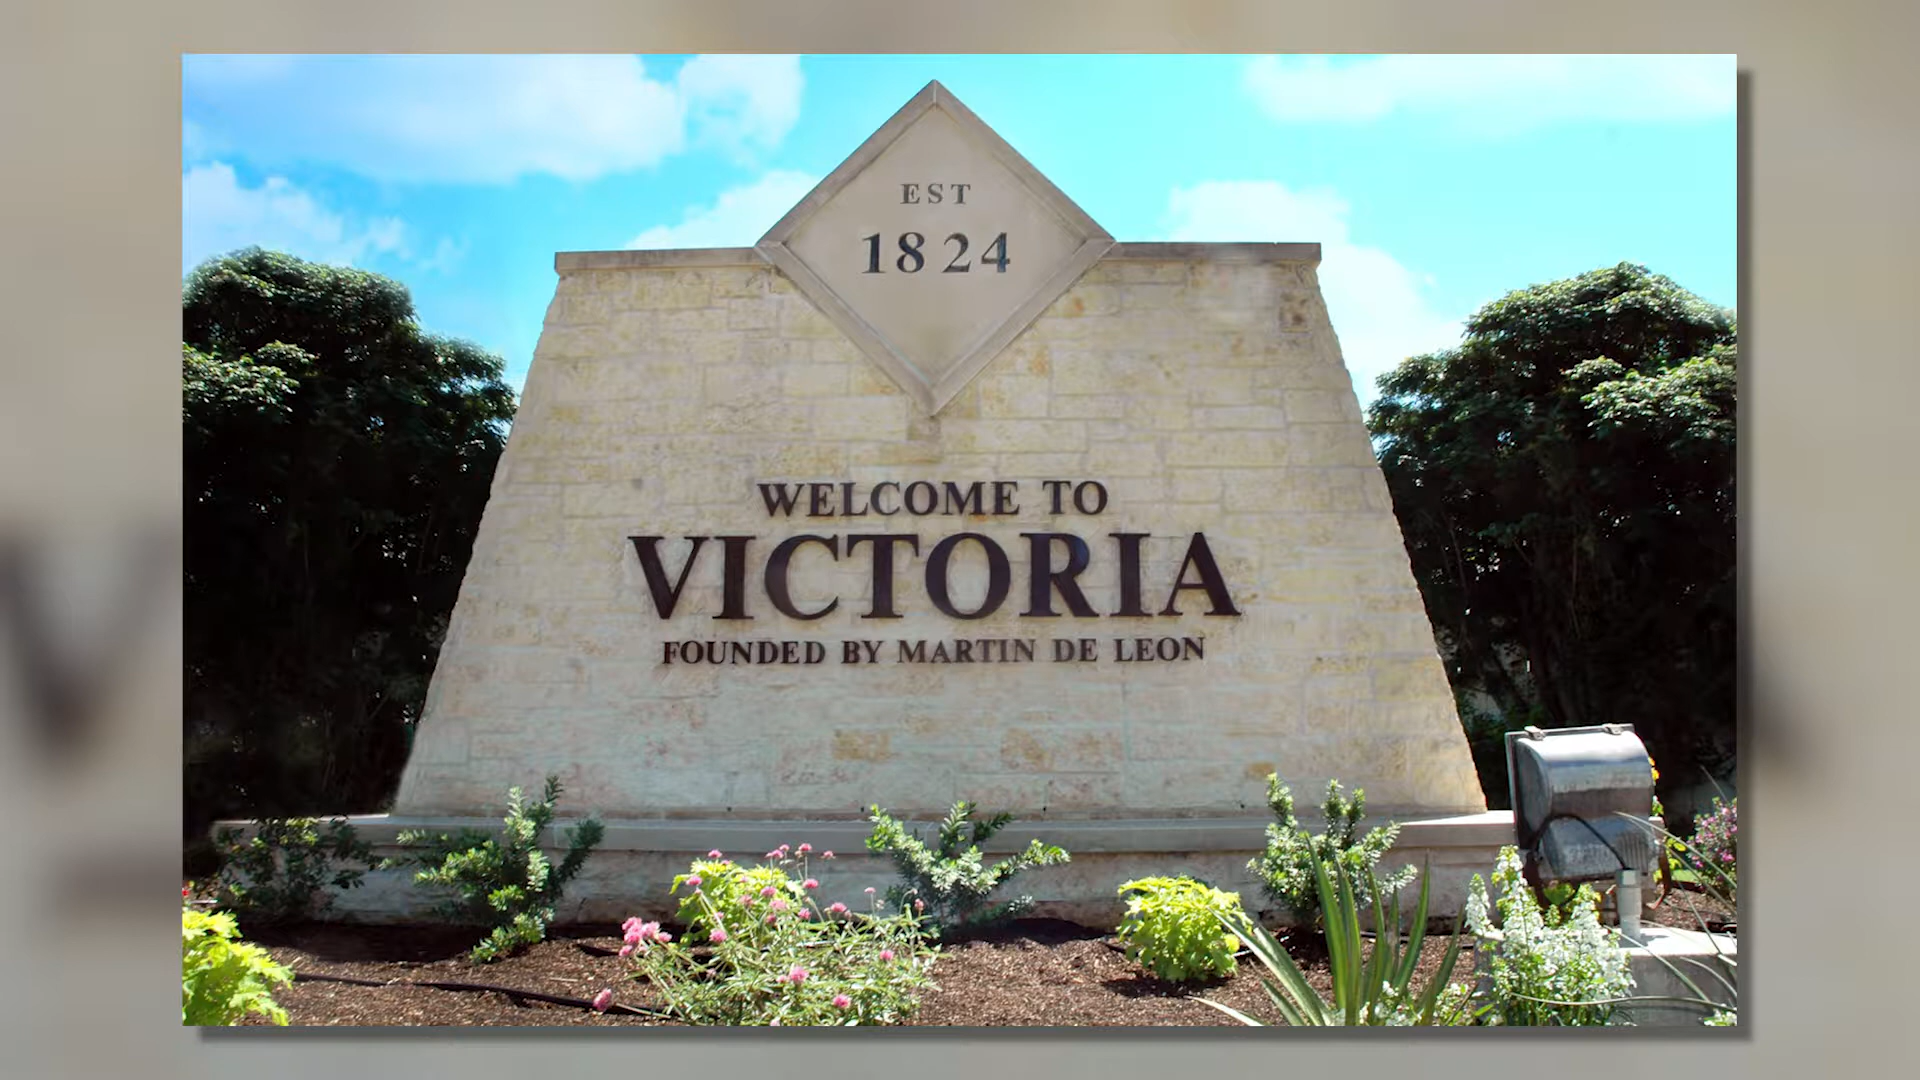 EST
1824
WELCOME TO
VICTORIA
FOUNDED BY MARTIN DE LEON